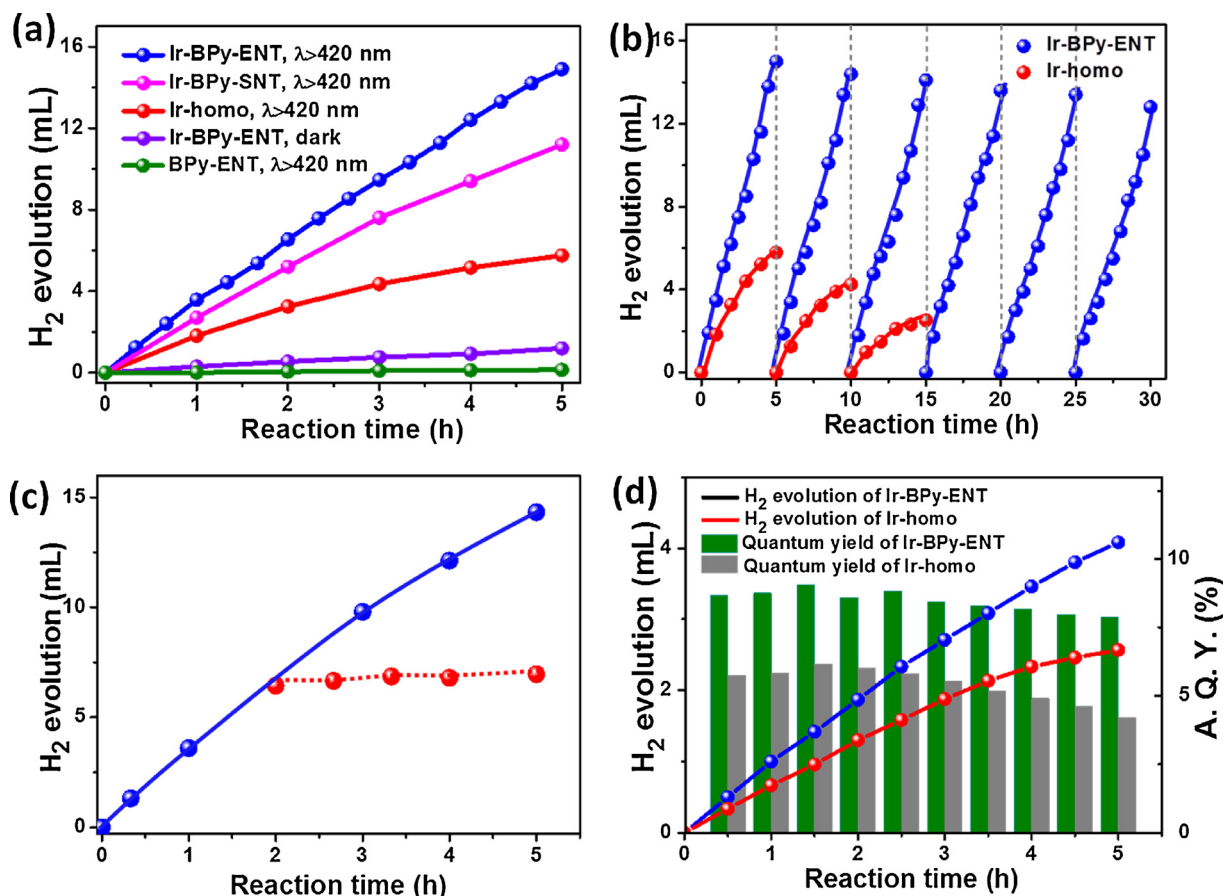 (a)
16
12
8
4
0
H2 evolution (mL)
Ir-BPy-ENT, λ>420 nm
Ir-BPy-SNT, λ>420 nm
Ir-homo, λ>420 nm
Ir-BPy-ENT, dark
BPy-ENT, λ>420 nm
0 1 2 3 4 5
Reaction time (h)
(b)
16
12
8
4
0
H2 evolution (mL)
Ir-BPy-ENT
Ir-homo
0 5 10 15 20 25 30
Reaction time (h)
(c)
15
10
5
0
H2 evolution (mL)
0 1 2 3 4 5
Reaction time (h)
(d)
4
2
0
H2 evolution (mL)
H2 evolution of Ir-BPy-ENT
H2 evolution of Ir-homo
Quantum yield of Ir-BPy-ENT
Quantum yield of Ir-homo
10
5
0
A. Q. Y. (%)
0 1 2 3 4 5
Reaction time (h)